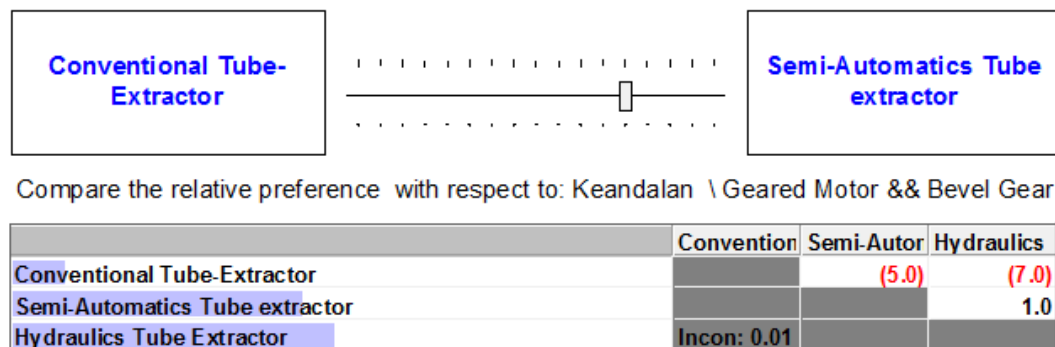 Conventional Tube-
Extractor
Semi-Automatics Tube
extractor
Compare the relative preference with respect to: Keandalan \ Geared Motor && Bevel Gear
Convention Semi-Autor Hydraulics
Conventional Tube-Extractor (5.0) (7.0)
Semi-Automatics Tube extractor 1.0
Hydraulics Tube Extractor Incon: 0.01